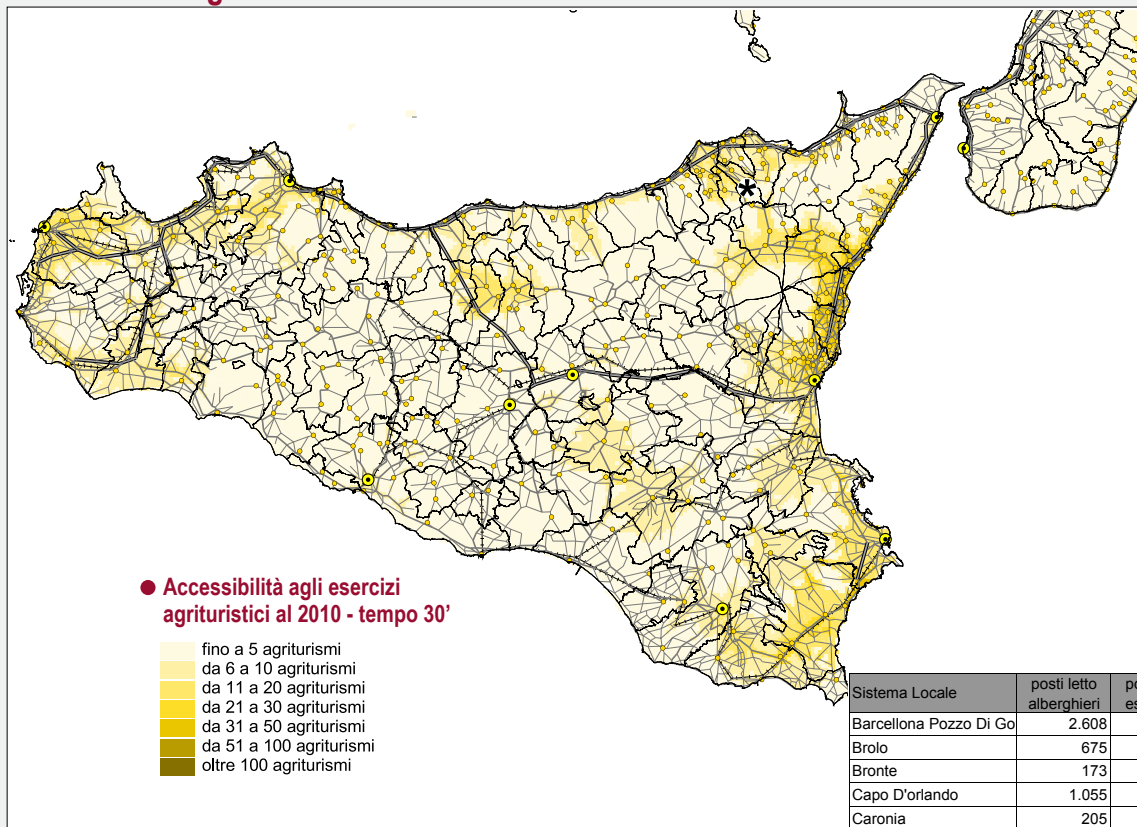 ● Accessibilità agli esercizi
agrituristici al 2010 - tempo 30’
fino a 5 agriturismi
da 6 a 10 agriturismi
da 11 a 20 agriturismi
da 21 a 30 agriturismi
da 31 a 50 agriturismi
da 51 a 100 agriturismi
oltre 100 agriturismi
*
Sistema Locale posti letto alberghieri
Barcellona Pozzo Di Go 2.608
Brolo 675
Bronte 173
Capo D'orlando 1.055
Caronia 205